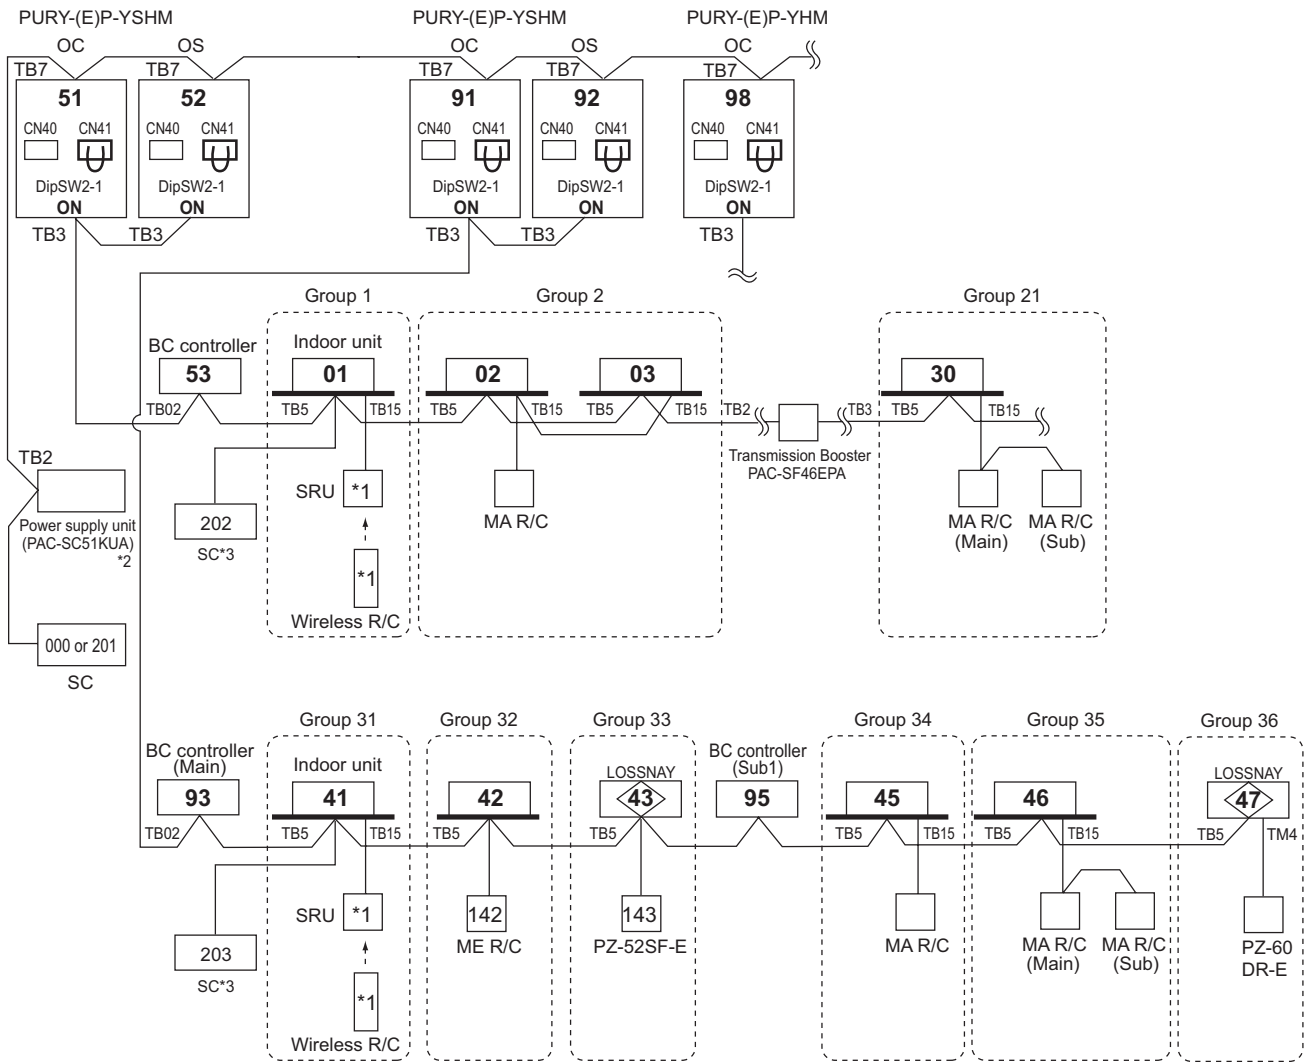 PURY-(E)P-YSHM PURY-(E)P-YSHM PURY-(E)P-YHM
OC OS OC OS OC
TB7 TB7 TB7 TB7 TB7
51 52 91 92 98
CN40 CN41 CN40 CN41 CN40 CN41 CN40 CN41 CN40 CN41
DipSW2-1 DipSW2-1 DipSW2-1 DipSW2-1 DipSW2-1
ON ON ON ON ON
TB3 TB3 TB3 TB3 TB3
Group 1 Group 2 Group 21
BC controller Indoor unit
53 01 02 03 30
TB02 TB5 TB15 TB5 TB15 TB5 TB15 TB2 TB3 TB5 TB15
Transmission Booster
PAC-SF46EPA
TB2
Power supply unit
(PAC-SC51KUA)
*2
202
SC*3
SRU *1
*1
Wireless R/C
MA R/C
MA R/C
(Main)
MA R/C
(Sub)
000 or 201
SC
Group 31 Group 32 Group 33 Group 34 Group 35 Group 36
BC controller
(Main)
Indoor unit
LOSSNAY
BC controller
(Sub1)
LOSSNAY
93 41 42 43 95 45 46 47
TB02 TB5 TB15 TB5 TB5 TB5 TB15 TB5 TB15 TB5 TM4
203
SC*3
SRU *1
*1
Wireless R/C
142
ME R/C
143
PZ-52SF-E
MA R/C
MA R/C
(Main)
MA R/C
(Sub)
PZ-60
DR-E